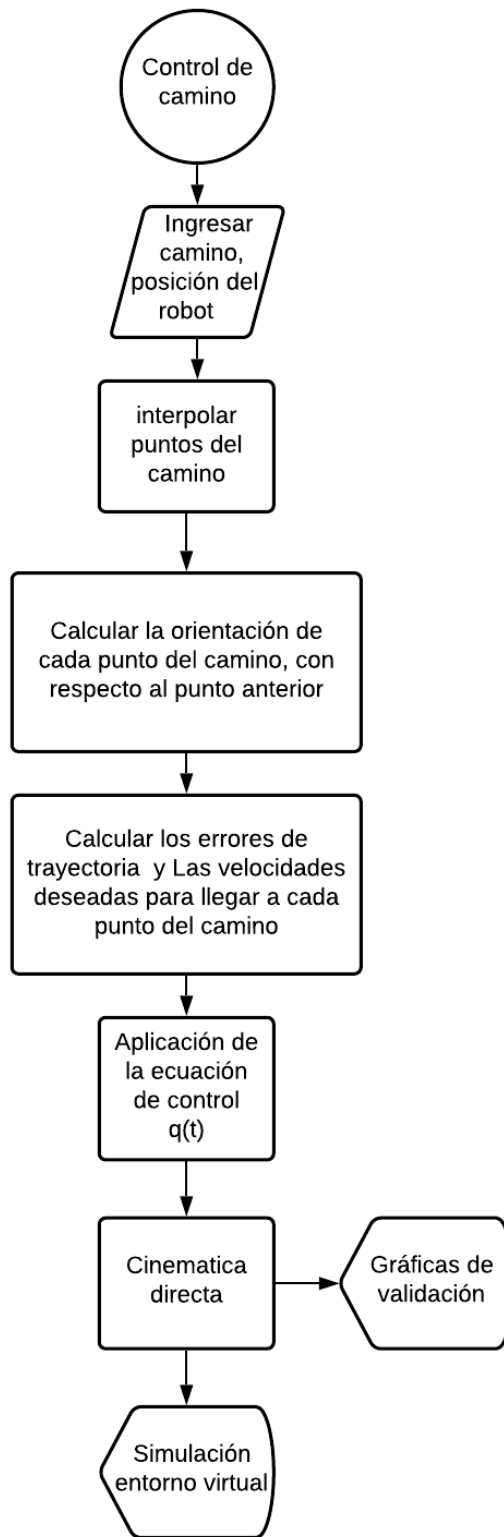 Control de
camino
Ingresar
camino,
posición del
robot
interpolar
puntos del
camino
Calcular la orientación de
cada punto del camino, con
respecto al punto anterior
Calcular los errores de
trayectoria y Las velocidades
deseadas para llegar a cada
punto del camino
Aplicación de
la ecuación
de control
q(t)
Cinematica
directa
Gráficas de
validación
Simulación
entorno virtual